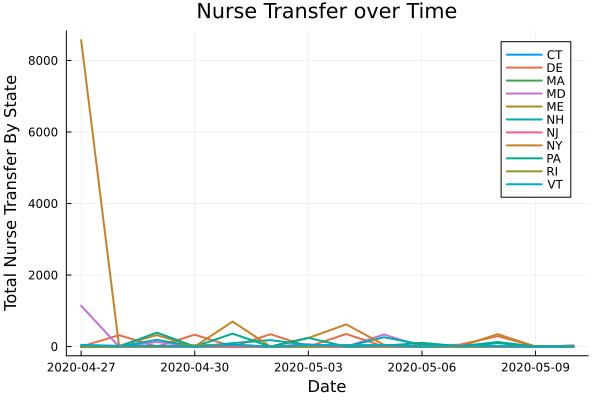 Nurse Transfer over Time
Total Nurse Transfer By State
8000
6000
4000
2000
0
2020-04-27
2020-04-30
2020-05-03
2020-05-06
2020-05-09
Date
CT
DE
MA
MD
ME
NH
NJ
NY
PA
RI
VT